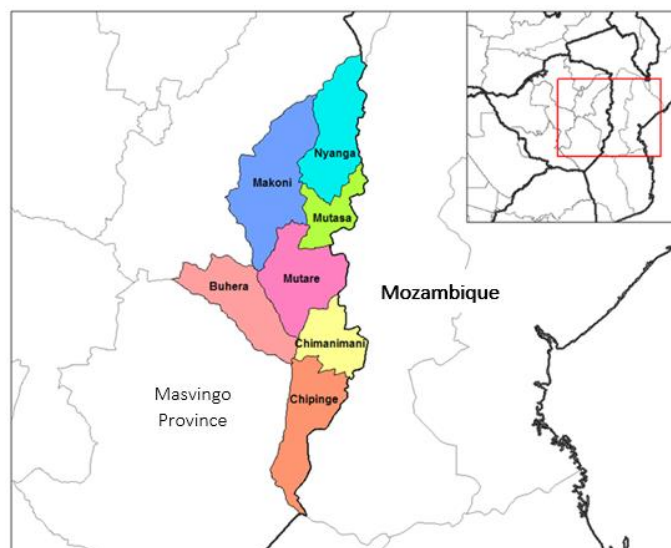 Nyanga
Makoni
Mutasa
Buhera
Mutare
Mozambique
Chimanimani
Masvingo
Province
Chipinge